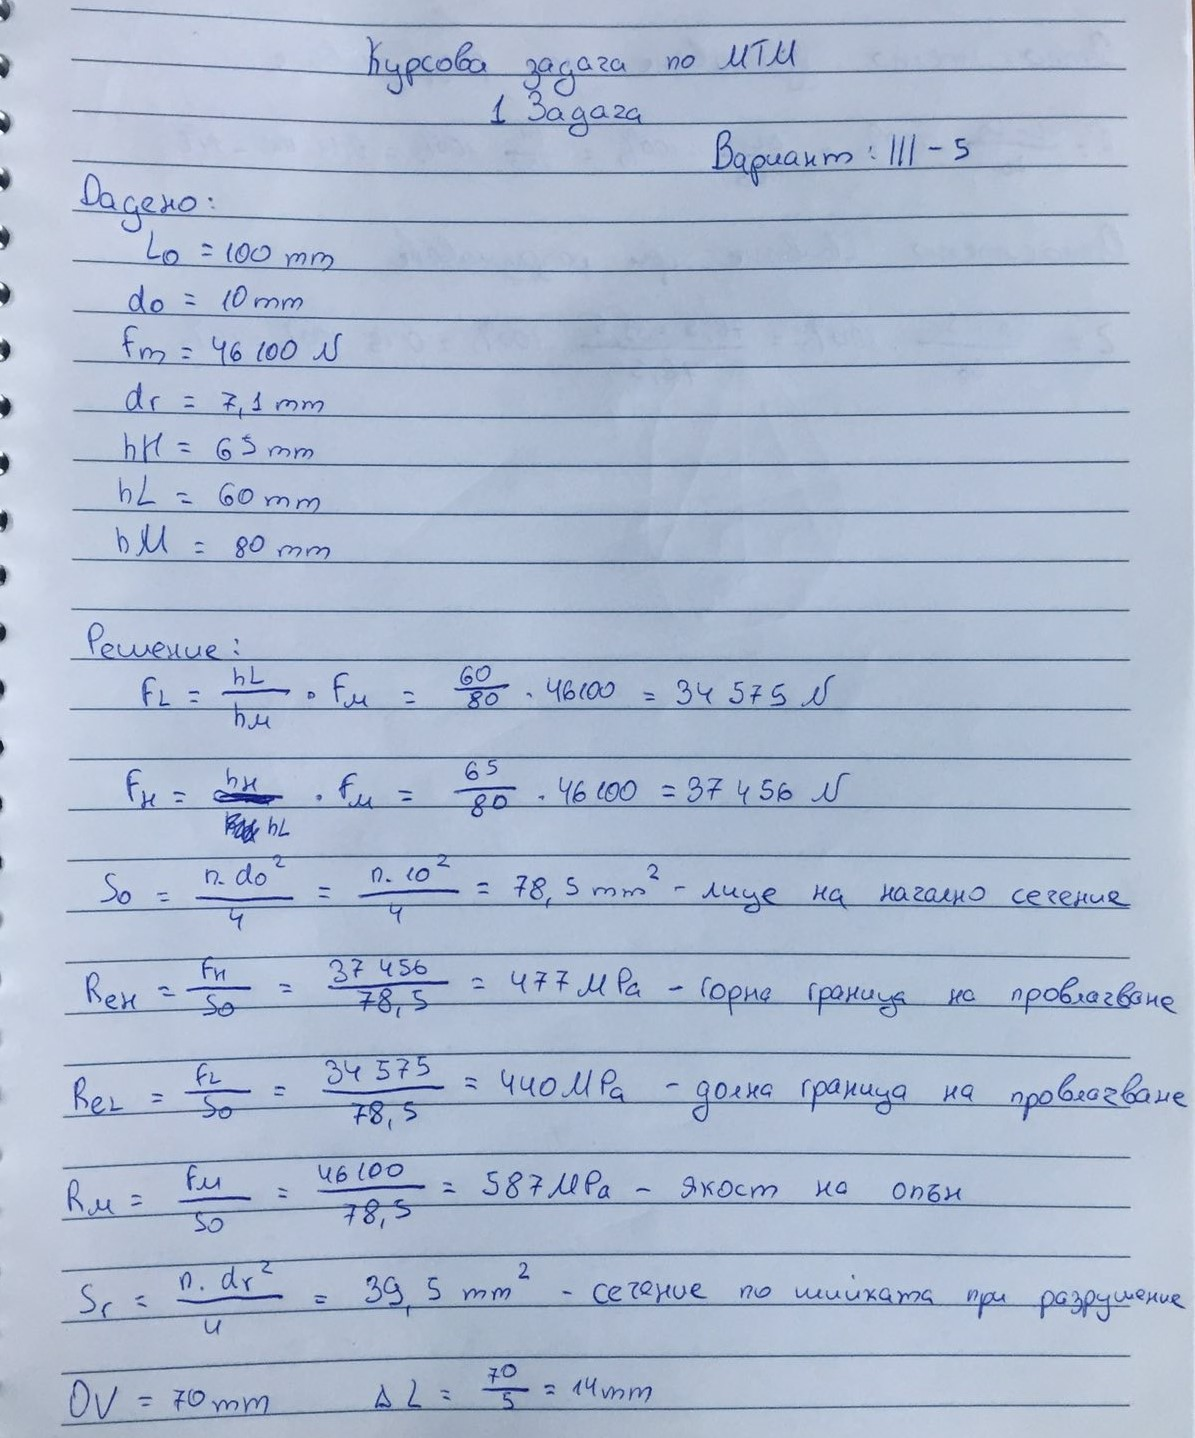 Курсова задача по МТМ
1 Задача
Вариант: III - 5
Дадено:
L0 = 100 mm
d0 = 10 mm
Fm = 46 100 N
dr = 7,1 mm
hH = 65 mm
hL = 60 mm
hM = 80 mm
Решение:
FL = hL/hM . FM = 60/80 . 46100 = 34 575 N
FH = hH/hL . FM = 65/80 . 46100 = 37 456 N
S0 = π. d0²/4 = π. 10²/4 = 78,5 mm² - лице на начално сечение
ReH = FH/S0 = 37 456/78,5 = 477 MPa - горна граница на провлачване
ReL = FL/S0 = 34 575/78,5 = 440 MPa - долна граница на провлачване
RM = FM/S0 = 46100/78,5 = 587 MPa - якост на опън
Sr = π. dr²/4 = 39,5 mm² - сечение по шийката при разрушение
OV = 70 mm ΔL = 70/5 = 14 mm